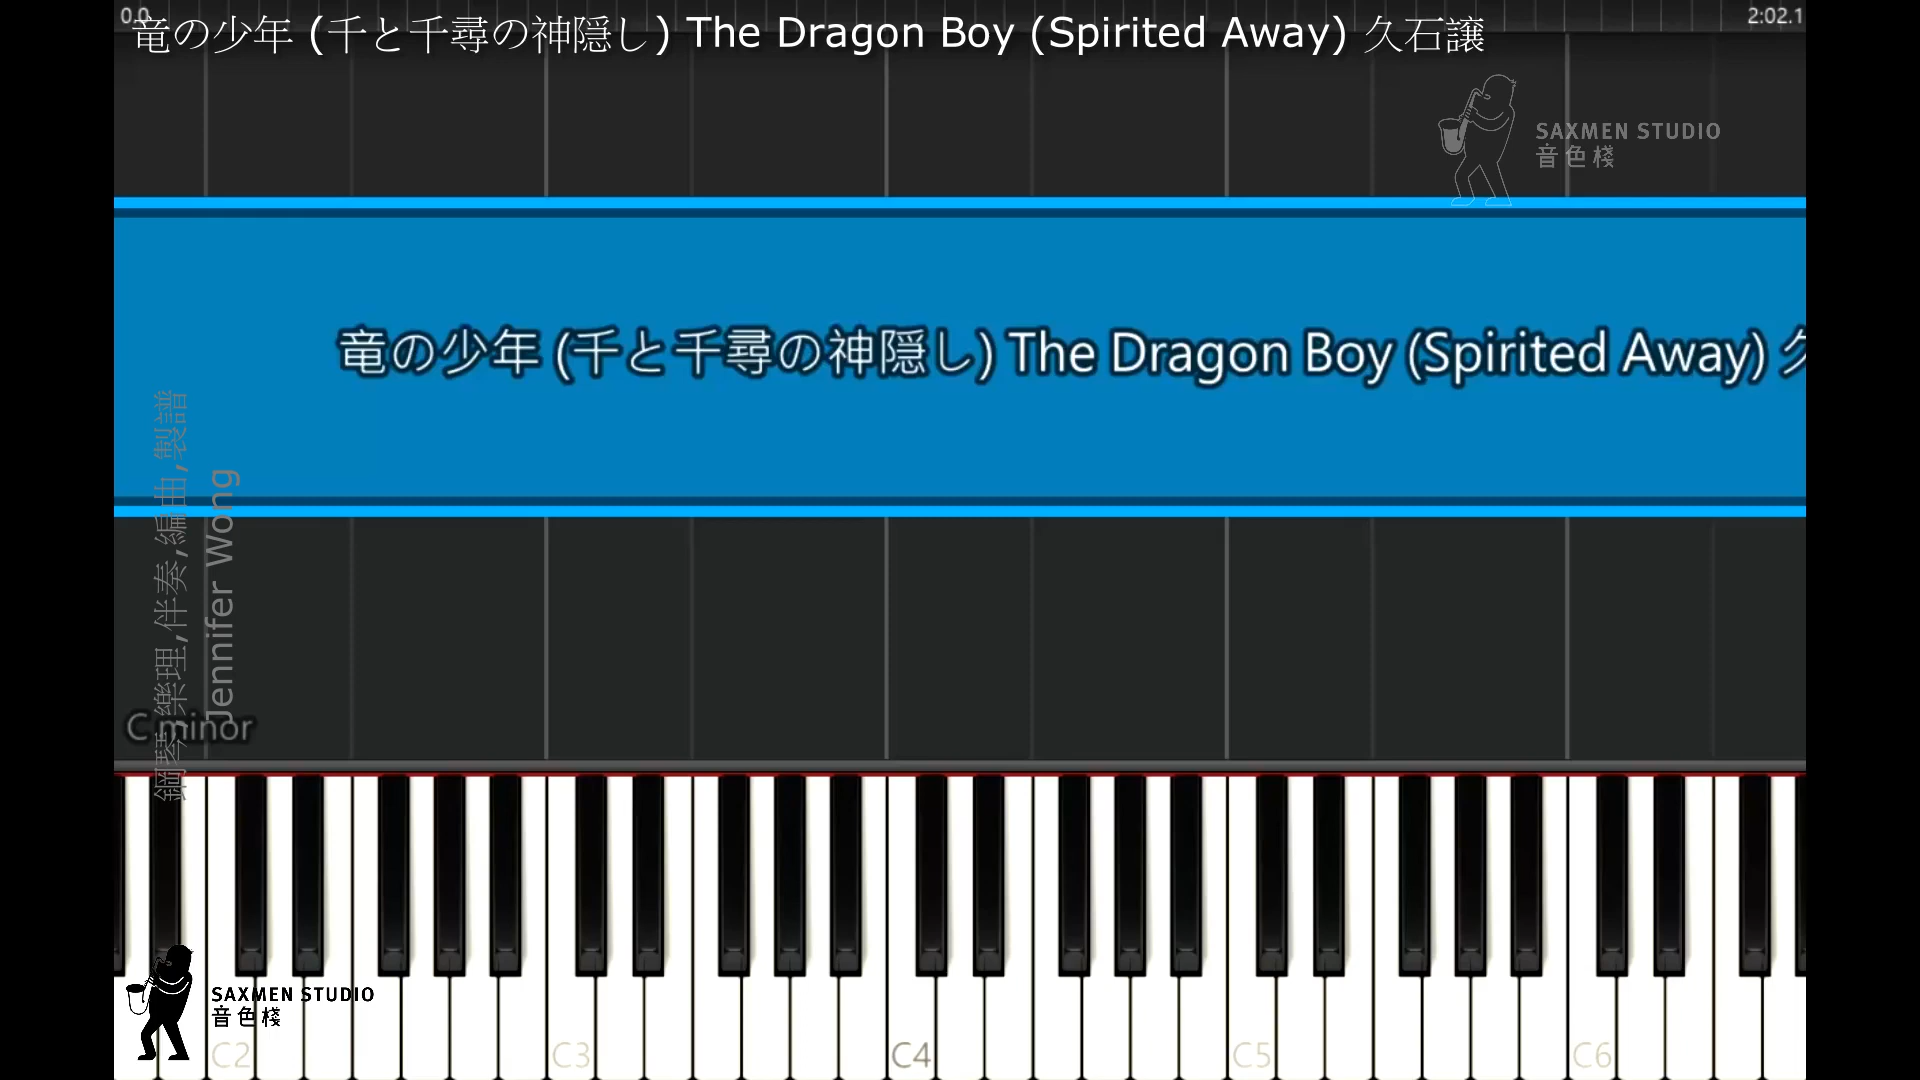 0.0
2:02.1
竜の少年 (千と千尋の神隠し) The Dragon Boy (Spirited Away) 久石譲
SAXMEN STUDIO
音色棧
竜の少年 (千と千尋の神隠し) The Dragon Boy (Spirited Away) 久
鋼琴,樂理,伴奏,編曲,製譜
Jennifer Wong
C minor
SAXMEN STUDIO
音色棧
C2
C3
C4
C5
C6